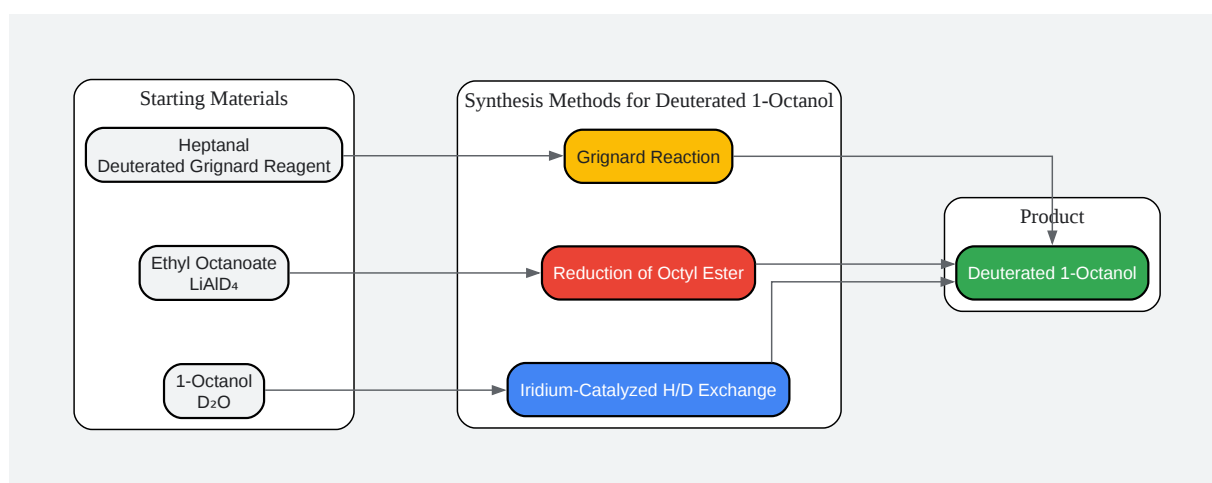 Starting Materials
Heptanal
Deuterated Grignard Reagent
Ethyl Octanoate
LiAlD₄
1-Octanol
D₂O
Synthesis Methods for Deuterated 1-Octanol
Grignard Reaction
Reduction of Octyl Ester
Iridium-Catalyzed H/D Exchange
Product
Deuterated 1-Octanol